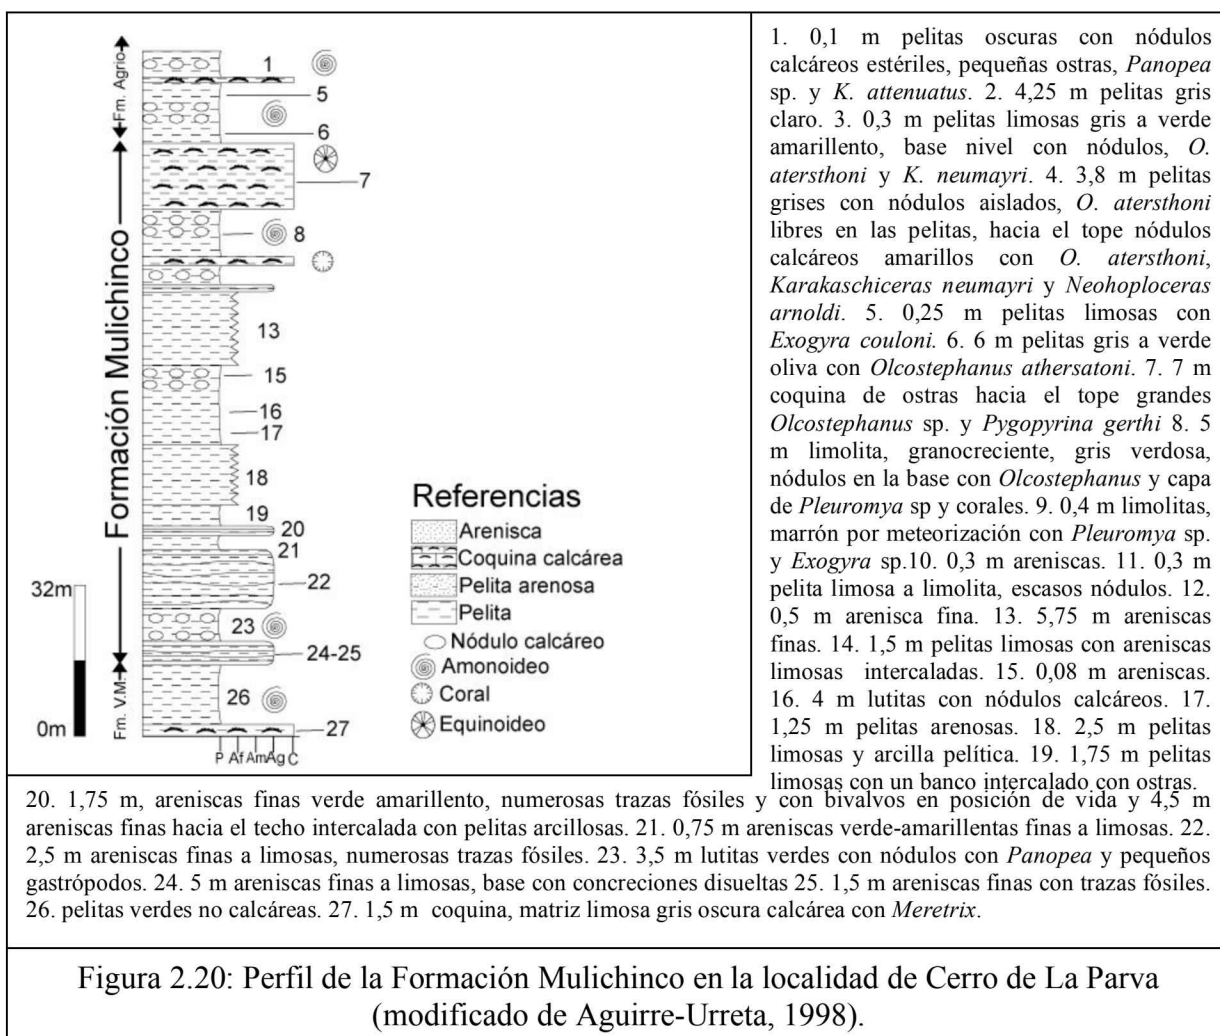 Fm. Agrio
Formación Mulichinco
Fm. V.M
1
5
6
7
8
13
15
16
17
18
19
20
21
22
23
24-25
26
27
32m
0m
P Af Am Ag C
Referencias
Arenisca
Coquina calcárea
Pelita arenosa
Pelita
Nódulo calcáreo
Amonoideo
Coral
Equinoideo
1. 0,1 m pelitas oscuras con nódulos
calcáreos estériles, pequeñas ostras, Panopea
sp. y K. attenuatus. 2. 4,25 m pelitas gris
claro. 3. 0,3 m pelitas limosas gris a verde
amarillento, base nivel con nódulos, O.
atersthoni y K. neumayri. 4. 3,8 m pelitas
grises con nódulos aislados, O. atersthoni
libres en las pelitas, hacia el tope nódulos
calcáreos amarillos con O. atersthoni,
Karakaschiceras neumayri y Neohoploceras
arnoldi. 5. 0,25 m pelitas limosas con
Exogyra couloni. 6. 6 m pelitas gris a verde
oliva con Olcostephanus athersatoni. 7. 7 m
coquina de ostras hacia el tope grandes
Olcostephanus sp. y Pygopyrina gerthi 8. 5
m limolita, granocreciente, gris verdosa,
nódulos en la base con Olcostephanus y capa
de Pleuromya sp y corales. 9. 0,4 m limolitas,
marrón por meteorización con Pleuromya sp.
y Exogyra sp.10. 0,3 m areniscas. 11. 0,3 m
pelita limosa a limolita, escasos nódulos. 12.
0,5 m arenisca fina. 13. 5,75 m areniscas
finas. 14. 1,5 m pelitas limosas con areniscas
limosas intercaladas. 15. 0,08 m areniscas.
16. 4 m lutitas con nódulos calcáreos. 17.
1,25 m pelitas arenosas. 18. 2,5 m pelitas
limosas y arcilla pelítica. 19. 1,75 m pelitas
limosas con un banco intercalado con ostras.
20. 1,75 m, areniscas finas verde amarillento, numerosas trazas fósiles y con bivalvos en posición de vida y 4,5 m
areniscas finas hacia el techo intercalada con pelitas arcillosas. 21. 0,75 m areniscas verde-amarillentas finas a limosas. 22.
2,5 m areniscas finas a limosas, numerosas trazas fósiles. 23. 3,5 m lutitas verdes con nódulos con Panopea y pequeños
gastrópodos. 24. 5 m areniscas finas a limosas, base con concreciones disueltas 25. 1,5 m areniscas finas con trazas fósiles.
26. pelitas verdes no calcáreas. 27. 1,5 m coquina, matriz limosa gris oscura calcárea con Meretrix.
Figura 2.20: Perfil de la Formación Mulichinco en la localidad de Cerro de La Parva
(modificado de Aguirre-Urreta, 1998).